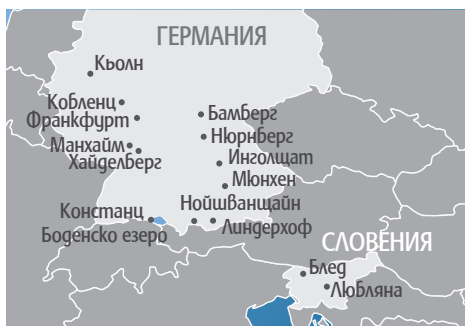 ГЕРМАНИЯ
Кьолн
Кобленц
Франкфурт
Бамберг
Нюрнберг
Манхайм
Хайделберг
Инголщат
Мюнхен
Нойшванщайн
Констанц
Линдерхоф
Боденско езеро
СЛОВЕНИЯ
Блед
Любляна